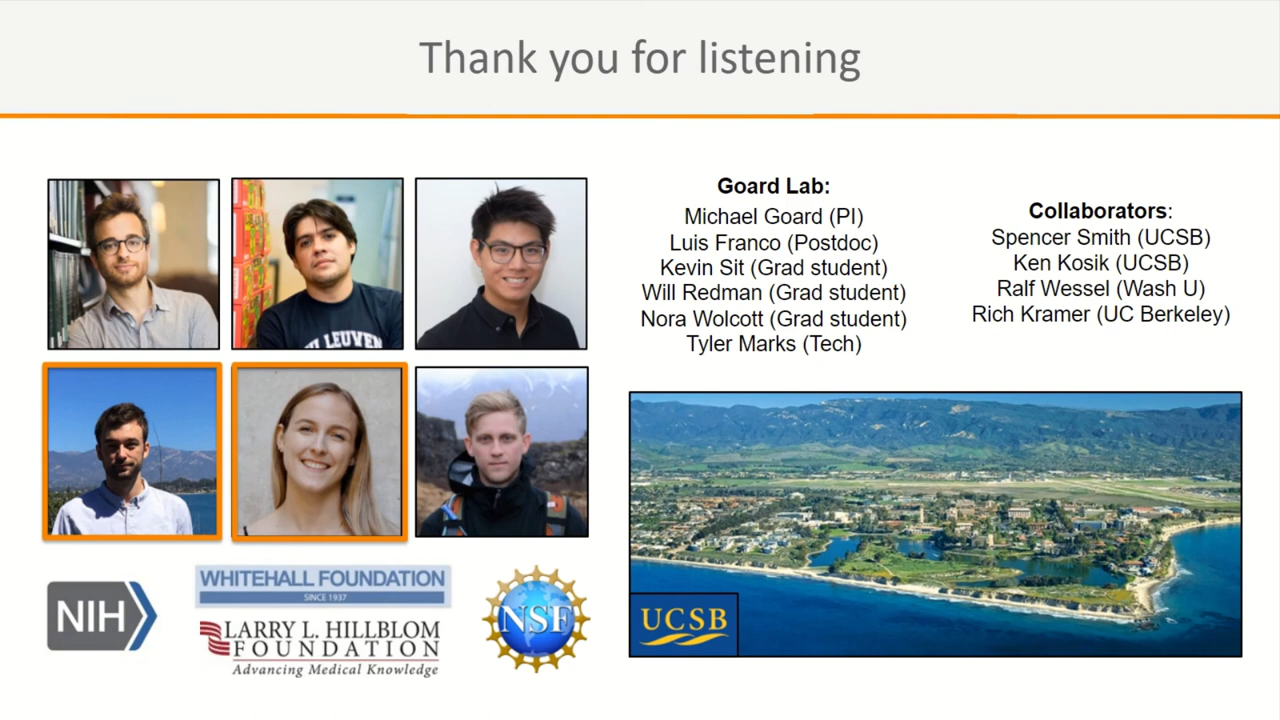 Thank you for listening
Goard Lab:
Michael Goard (PI)
Luis Franco (Postdoc)
Kevin Sit (Grad student)
Will Redman (Grad student)
Nora Wolcott (Grad student)
Tyler Marks (Tech)
Collaborators:
Spencer Smith (UCSB)
Ken Kosik (UCSB)
Ralf Wessel (Wash U)
Rich Kramer (UC Berkeley)
LEUVEN
NIH
WHITEHALL FOUNDATION
SINCE 1937
LARRY L. HILLBLOM
FOUNDATION
Advancing Medical Knowledge
NSF
UCSB